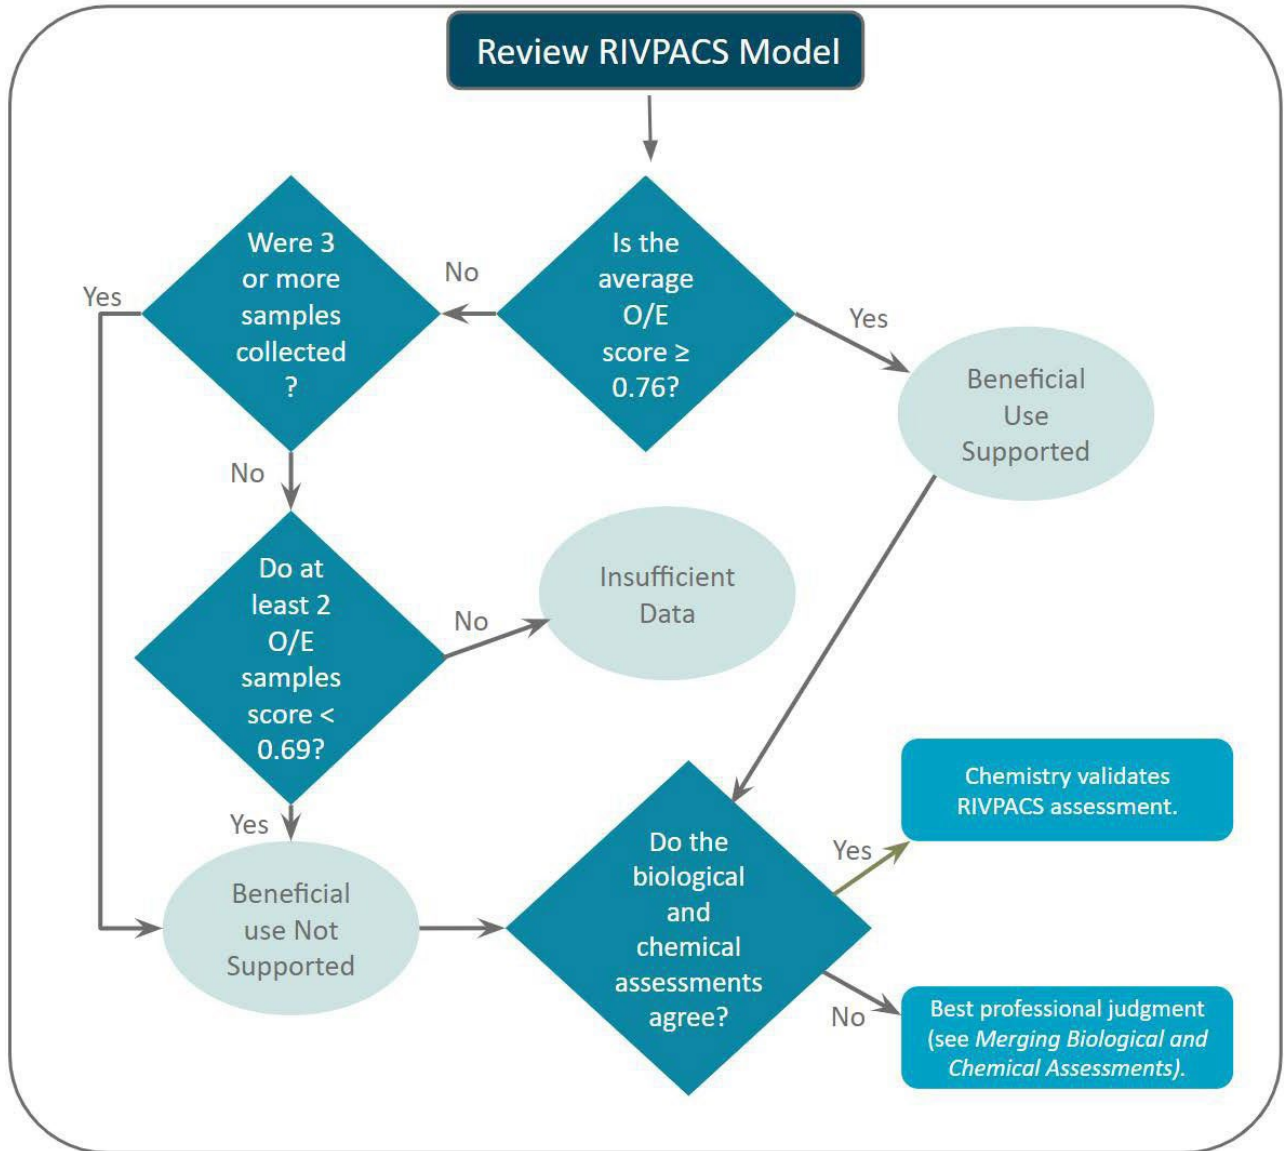 Review RIVPACS Model
Is the
average
O/E
score ≥
0.76?
No
Yes
Were 3
or more
samples
collected
?
Yes
No
Beneficial
Use
Supported
Do at
least 2
O/E
samples
score <
0.69?
No
Yes
Insufficient
Data
Beneficial
use Not
Supported
Do the
biological
and
chemical
assessments
agree?
Yes
No
Chemistry validates
RIVPACS assessment.
Best professional judgment
(see Merging Biological and
Chemical Assessments).